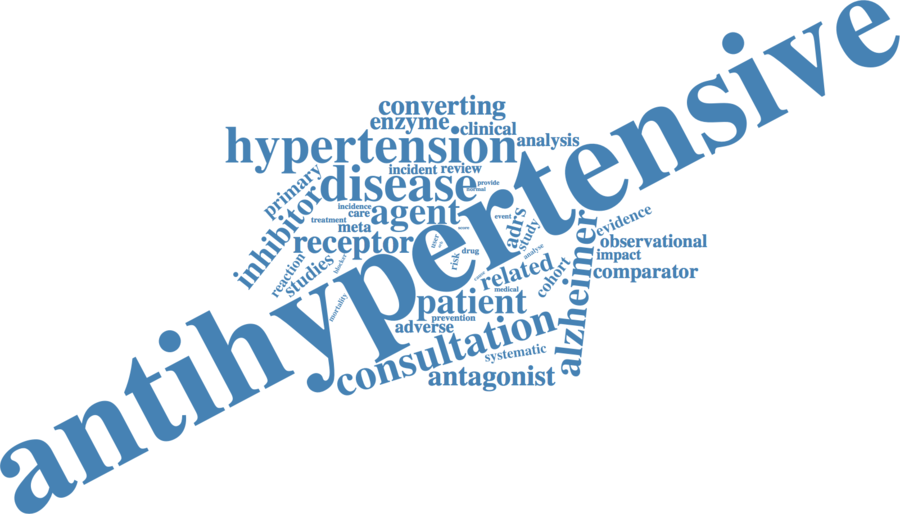 antihypertensive
converting
enzyme
clinical
hypertension
analysis
incident
review
primary
disease
provide
normal
inhibitor
incidence
care
agent
treatment
meta
event
adrs
study
evidence
receptor
drug
risk
analyse
observational
impact
reaction
studies
blocker
related
cohort
comparator
medical
alzheimer
mortality
patient
prevention
adverse
consultation
systematic
antagonist